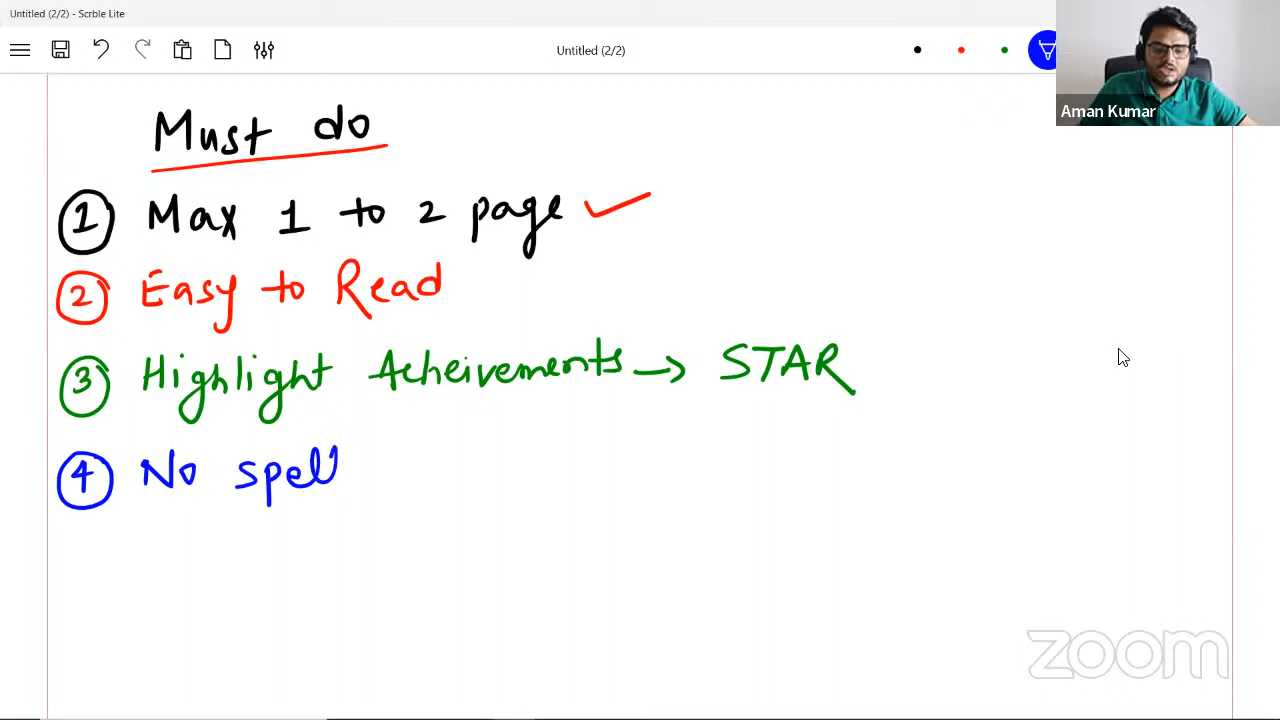 Untitled (2/2) - Scrble Lite
Untitled (2/2)
Aman Kumar
Must do
1 Max 1 to 2 page
2 Easy to Read
3 Highlight Acheivements → STAR
4 No spell
zoom